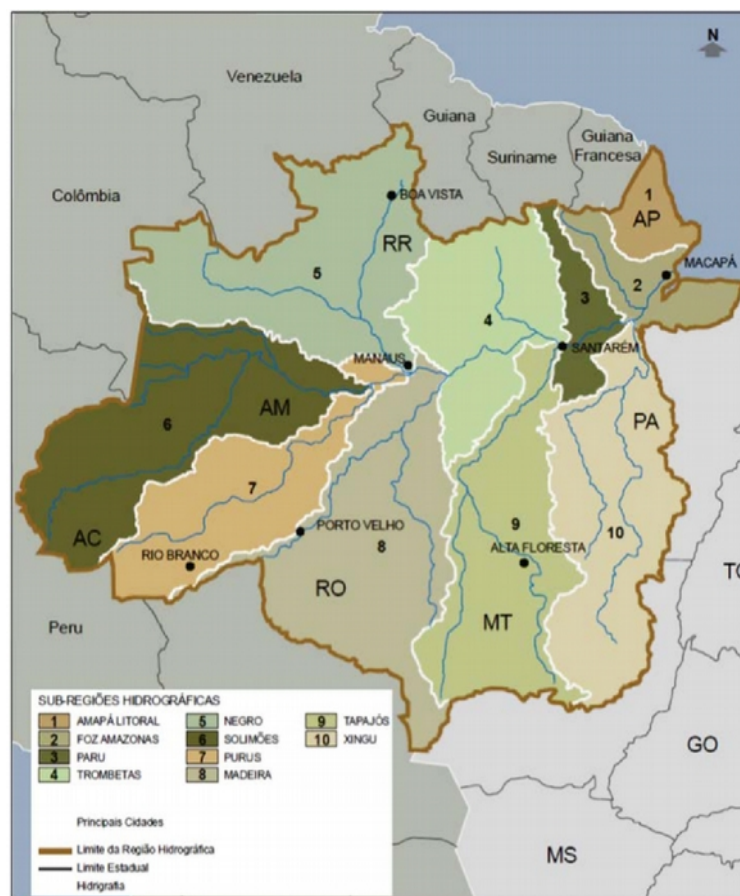 N
Venezuela
Guiana
Suriname
Guiana
Francesa
Colômbia
1
AP
BOA VISTA
RR
MACAPÁ
2
5
3
4
SANTARÉM
MANAUS
AM
6
PA
7
AC
PORTO VELHO
9
10
RIO BRANCO
8
ALTA FLORESTA
TO
RO
MT
Peru
GO
MS
SUB-REGIÕES HIDROGRÁFICAS
1 AMAPÁ LITORAL 5 NEGRO 9 TAPAJÓS
2 FOZ AMAZONAS 6 SOLIMÕES 10 XINGU
3 PARU 7 PURUS
4 TROMBETAS 8 MADEIRA
Principais Cidades
Limite da Região Hidrográfica
Limite Estadual
Hidrigrafia